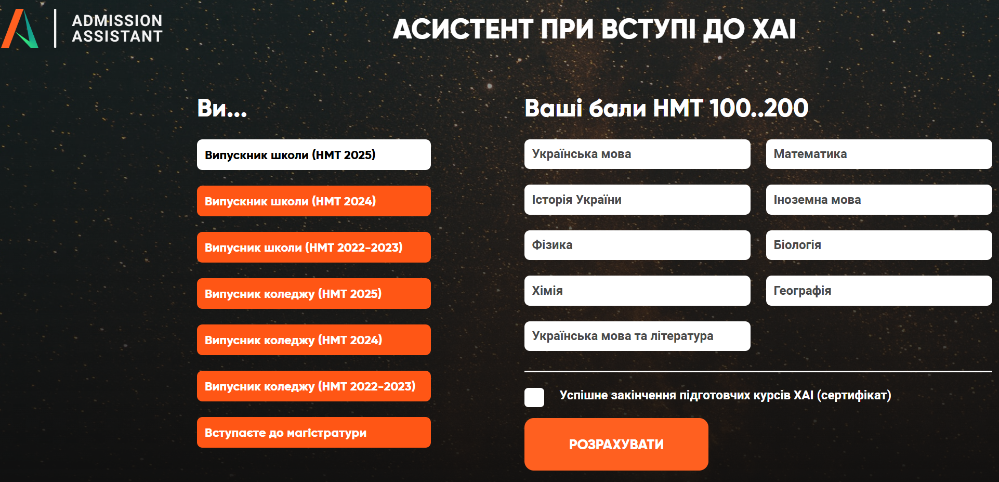 ADMISSION
ASSISTANT
АСИСТЕНТ ПРИ ВСТУПІ ДО ХАІ
Ви...
Випускник школи (НМТ 2025)
Випускник школи (НМТ 2024)
Випусник школи (НМТ 2022-2023)
Випусник коледжу (НМТ 2025)
Випусник коледжу (НМТ 2024)
Випусник коледжу (НМТ 2022-2023)
Вступаєте до магістратури
Ваші бали НМТ 100..200
Українська мова
Математика
Історія України
Іноземна мова
Фізика
Біологія
Хімія
Географія
Українська мова та література
Успішне закінчення підготовчих курсів ХАІ (сертифікат)
РОЗРАХУВАТИ